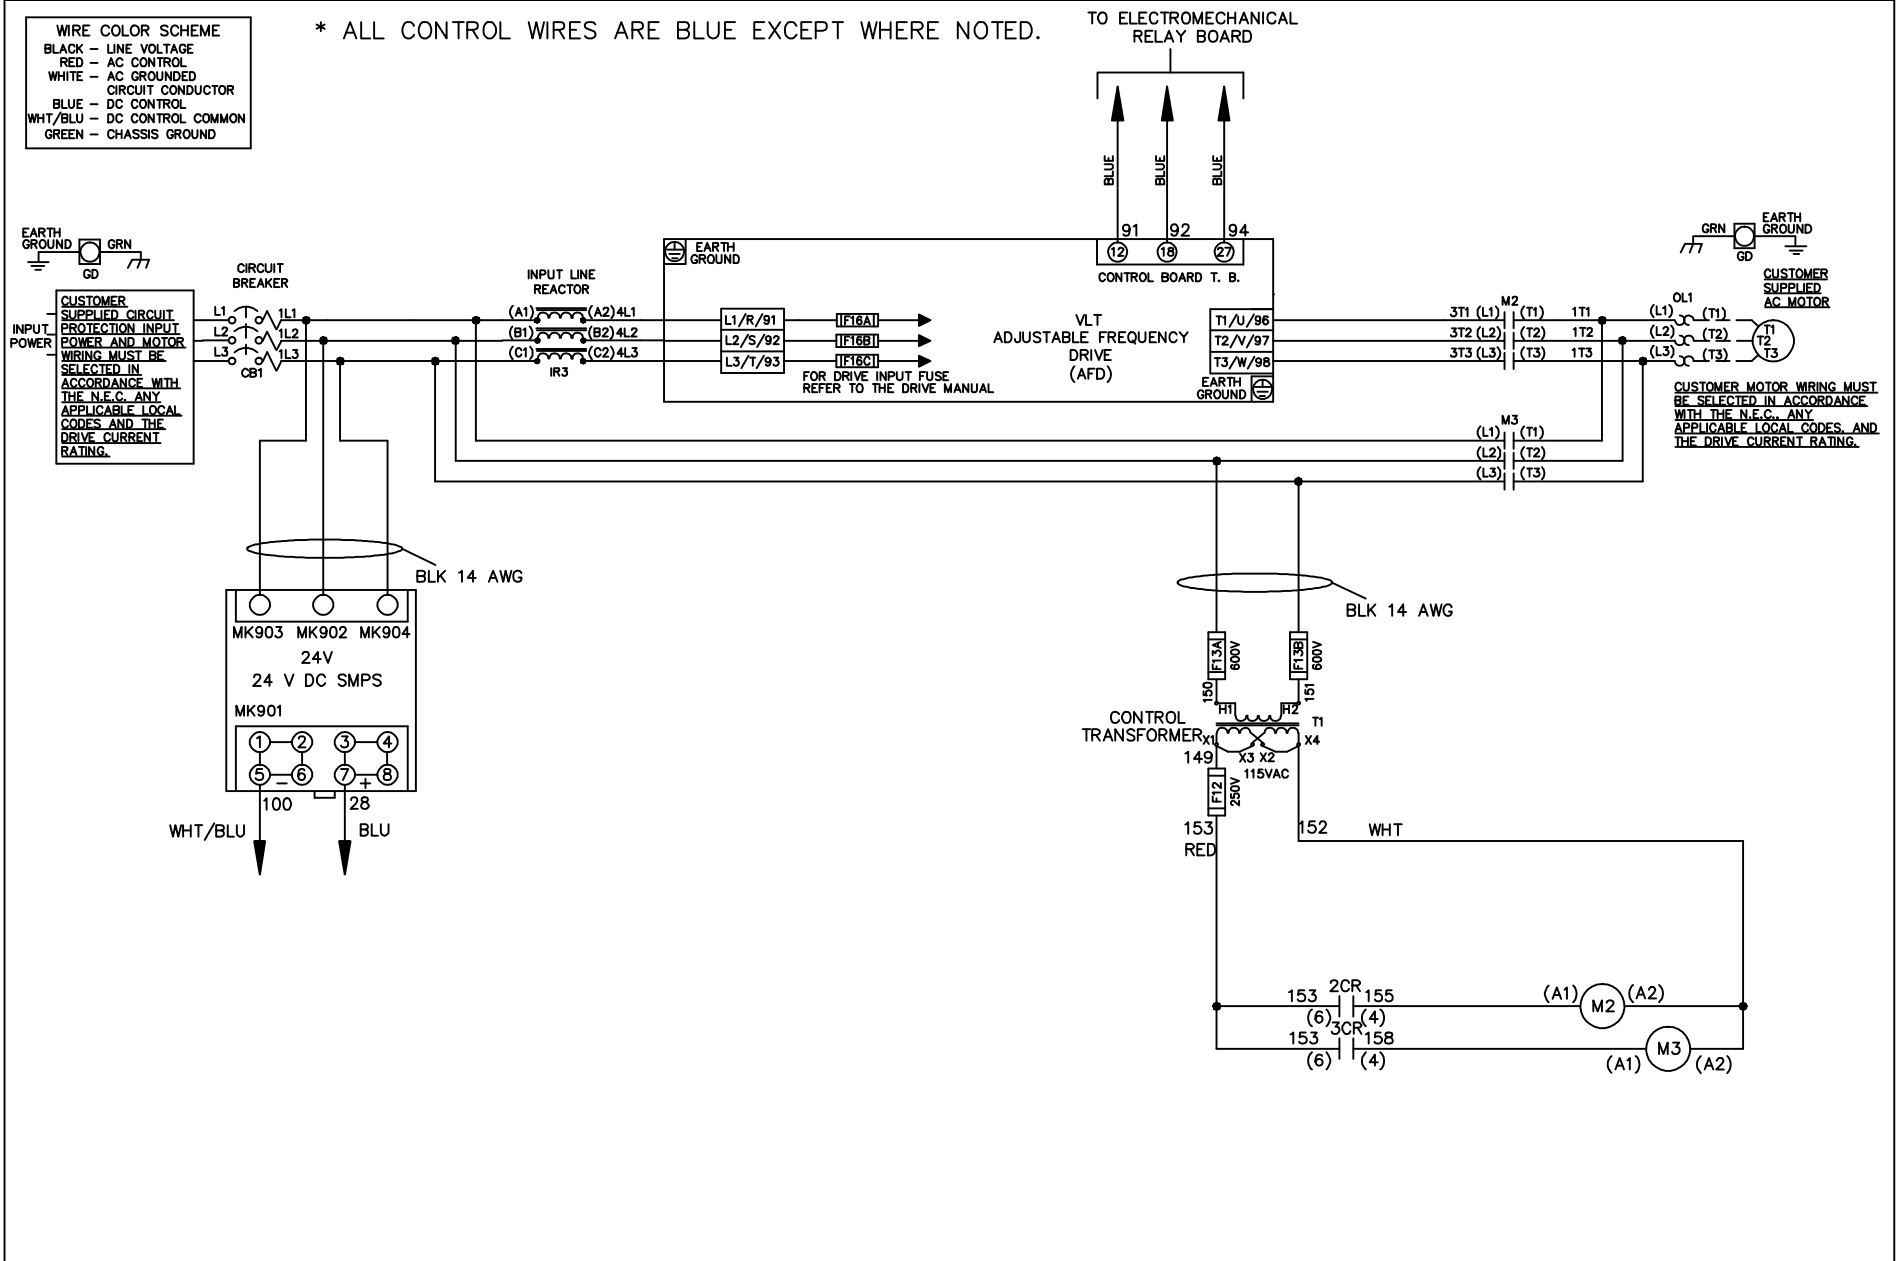 WIRE COLOR SCHEME
BLACK – LINE VOLTAGE
RED – AC CONTROL
WHITE – AC GROUNDED
CIRCUIT CONDUCTOR
BLUE – DC CONTROL
WHT/BLU – DC CONTROL COMMON
GREEN – CHASSIS GROUND
* ALL CONTROL WIRES ARE BLUE EXCEPT WHERE NOTED.
TO ELECTROMECHANICAL
RELAY BOARD
BLUE
BLUE
BLUE
91 92 94
12 18 27
CONTROL BOARD T. B.
EARTH
GROUND
GRN
GD
CIRCUIT
BREAKER
INPUT
POWER
CUSTOMER
SUPPLIED CIRCUIT
PROTECTION INPUT
POWER AND MOTOR
WIRING MUST BE
SELECTED IN
ACCORDANCE WITH
THE N.E.C. ANY
APPLICABLE LOCAL
CODES AND THE
DRIVE CURRENT
RATING.
L1 1L1
L2 1L2
L3 1L3
CB1
INPUT LINE
REACTOR
(A1) (A2) 4L1
(B1) (B2) 4L2
(C1) (C2) 4L3
IR3
EARTH
GROUND
L1/R/91
L2/S/92
L3/T/93
IF16A
IF16B
IF16C
FOR DRIVE INPUT FUSE
REFER TO THE DRIVE MANUAL
VLT
ADJUSTABLE FREQUENCY
DRIVE
(AFD)
T1/U/96
T2/V/97
T3/W/98
EARTH
GROUND
M2
3T1 (L1) (T1) 1T1
3T2 (L2) (T2) 1T2
3T3 (L3) (T3) 1T3
OL1
(L1) (T1)
(L2) (T2)
(L3) (T3)
GRN
GD
EARTH
GROUND
CUSTOMER
SUPPLIED
AC MOTOR
T1
T2
T3
CUSTOMER MOTOR WIRING MUST
BE SELECTED IN ACCORDANCE
WITH THE N.E.C., ANY
APPLICABLE LOCAL CODES, AND
THE DRIVE CURRENT RATING.
M3
(L1) (T1)
(L2) (T2)
(L3) (T3)
BLK 14 AWG
MK903 MK902 MK904
24V
24 V DC SMPS
MK901
1 2 3 4
5 – 6 7 + 8
100 28
WHT/BLU BLU
BLK 14 AWG
F13A
600V
F13B
600V
150
151
H1 H2
T1
CONTROL
TRANSFORMER
X1 X3 X2 X4
115VAC
149
F12
250V
153
RED
152 WHT
2CR
153 155
(6) (4)
(A1) M2 (A2)
3CR
153 158
(6) (4)
(A1) M3 (A2)